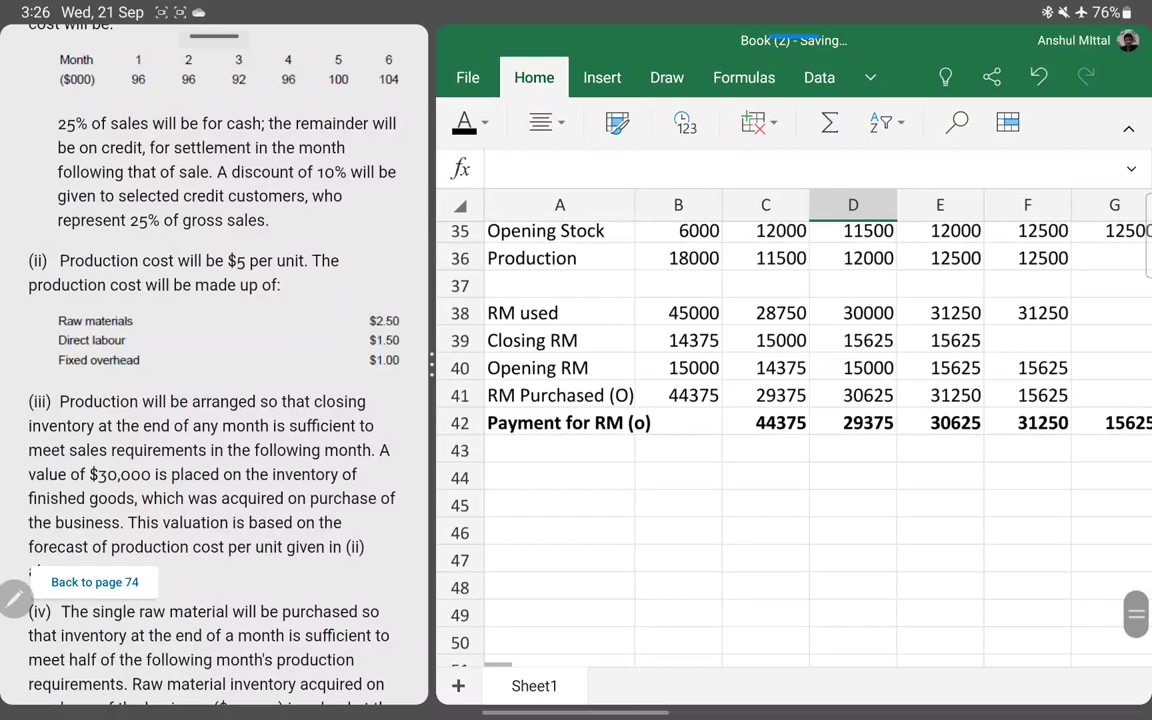 3:26 Wed, 21 Sep
76%
cost will be:
Month 1 2 3 4 5 6
($000) 96 96 92 96 100 104
25% of sales will be for cash; the remainder will
be on credit, for settlement in the month
following that of sale. A discount of 10% will be
given to selected credit customers, who
represent 25% of gross sales.
(ii) Production cost will be $5 per unit. The
production cost will be made up of:
Raw materials $2.50
Direct labour $1.50
Fixed overhead $1.00
(iii) Production will be arranged so that closing
inventory at the end of any month is sufficient to
meet sales requirements in the following month. A
value of $30,000 is placed on the inventory of
finished goods, which was acquired on purchase of
the business. This valuation is based on the
forecast of production cost per unit given in (ii)
Back to page 74
(iv) The single raw material will be purchased so
that inventory at the end of a month is sufficient to
meet half of the following month's production
requirements. Raw material inventory acquired on
Book (2) - Saving...
Anshul MIttal
File Home Insert Draw Formulas Data
A
123
A Z
fx
A B C D E F G
35 Opening Stock 6000 12000 11500 12000 12500 12500
36 Production 18000 11500 12000 12500 12500
37
38 RM used 45000 28750 30000 31250 31250
39 Closing RM 14375 15000 15625 15625
40 Opening RM 15000 14375 15000 15625 15625
41 RM Purchased (O) 44375 29375 30625 31250 15625
42 Payment for RM (o) 44375 29375 30625 31250 15625
43
44
45
46
47
48
49
50
Sheet1